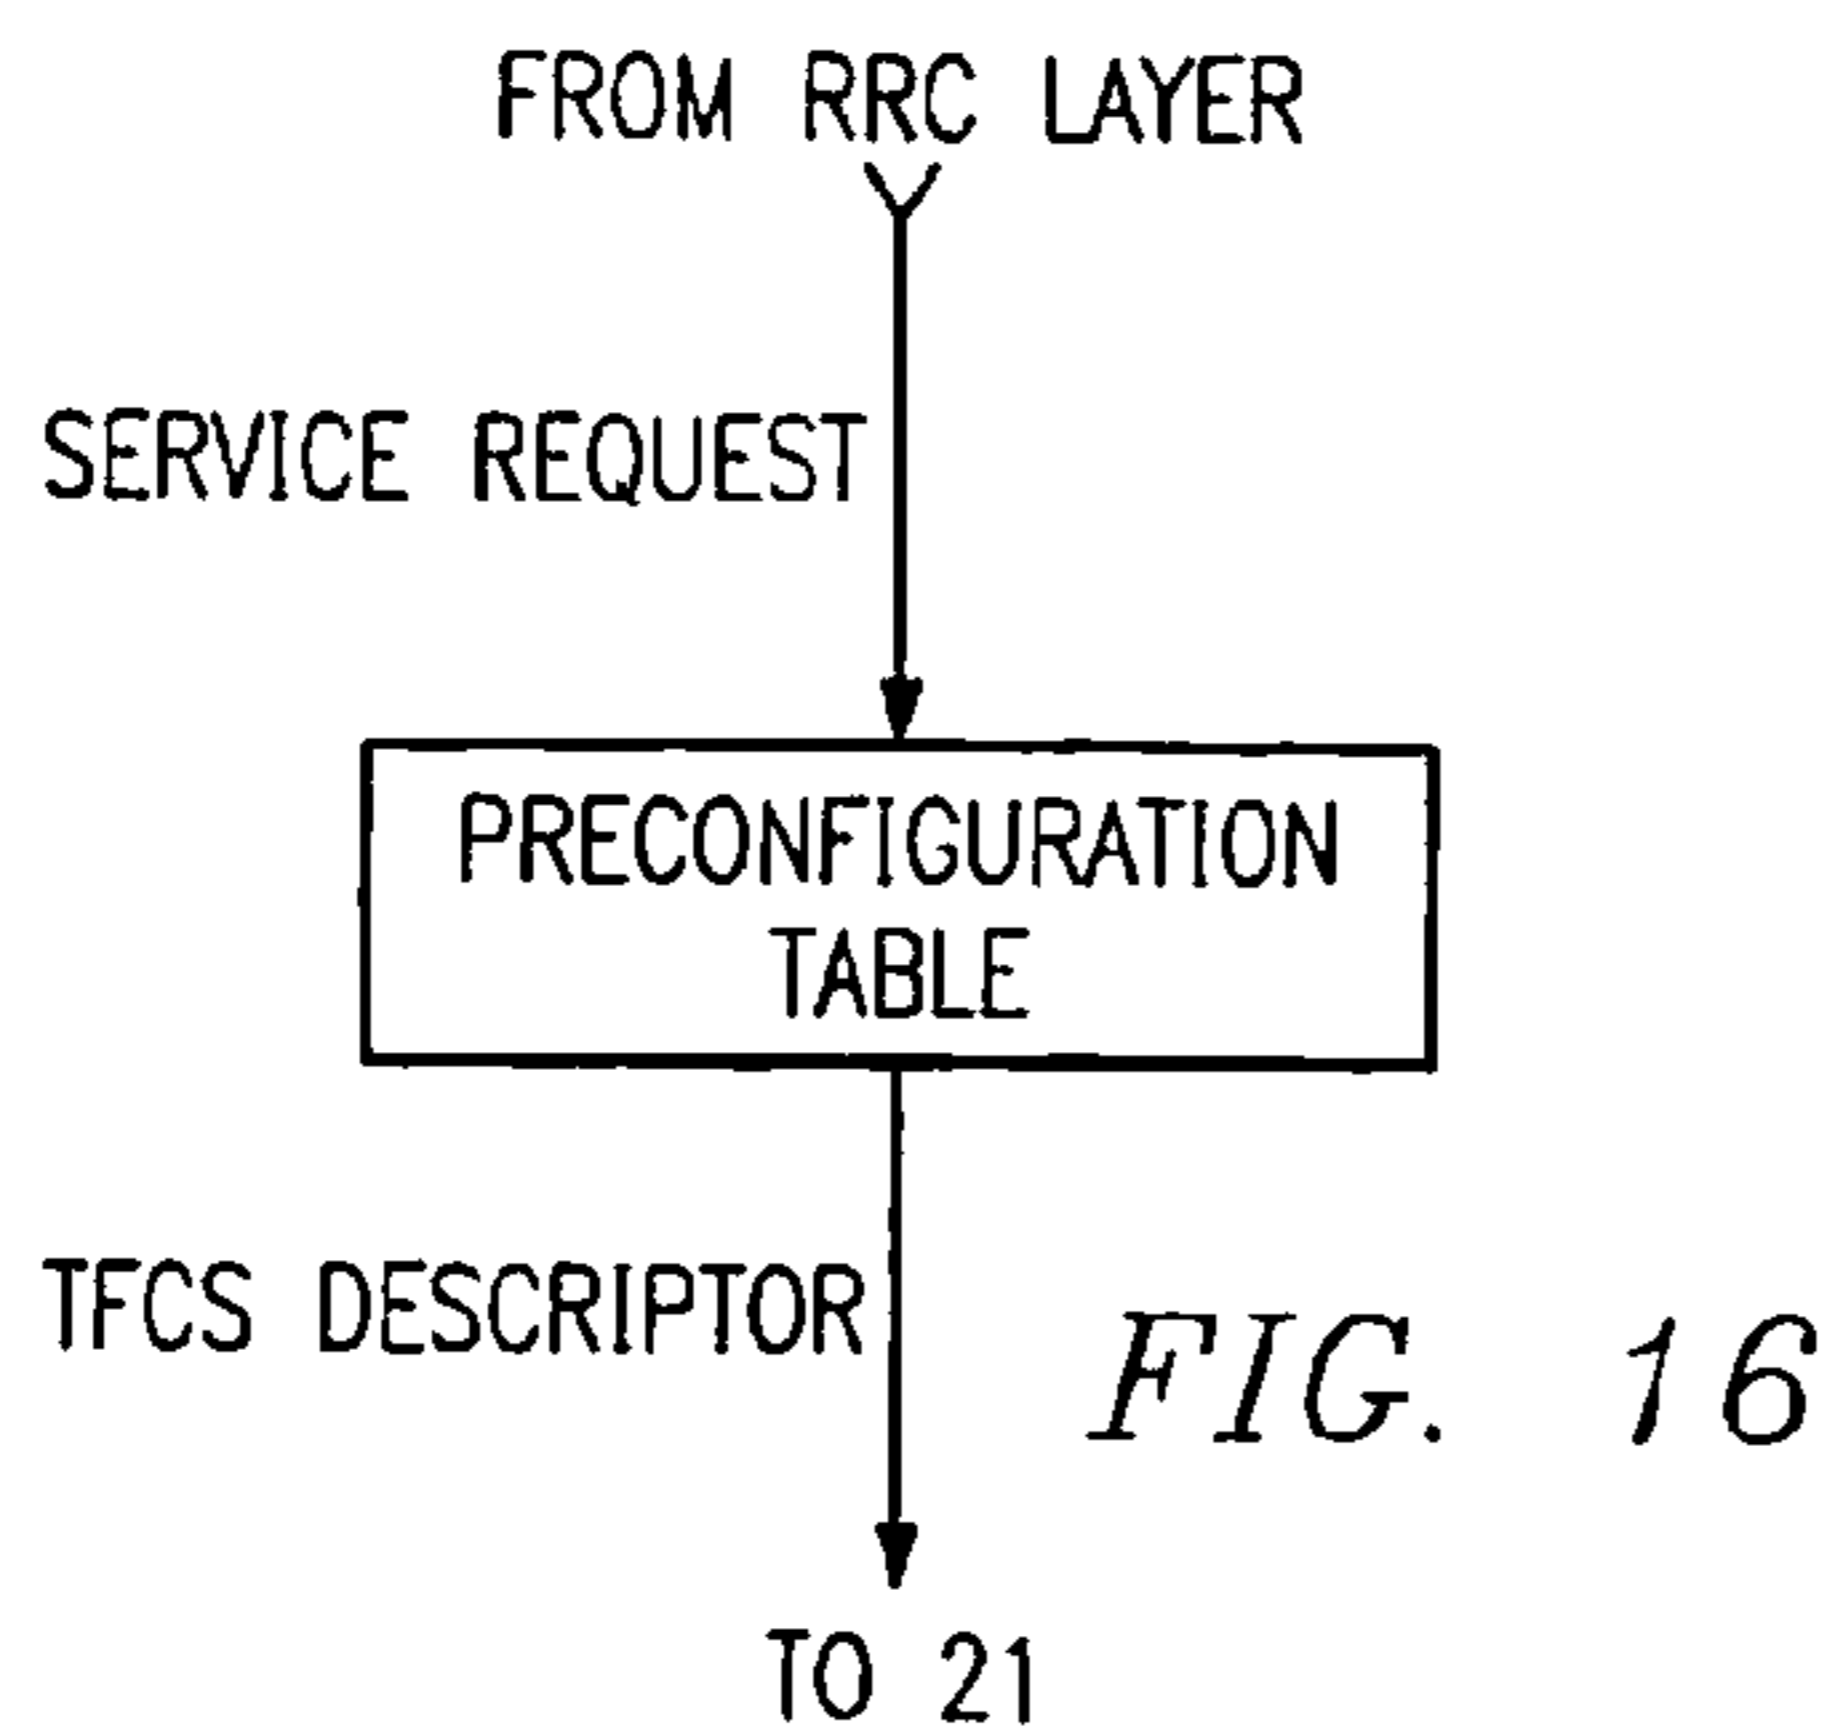 FROM RRC LAYER
SERVICE REQUEST
PRECONFIGURATION
TABLE
TFCS DESCRIPTOR
FIG. 16
TO 21